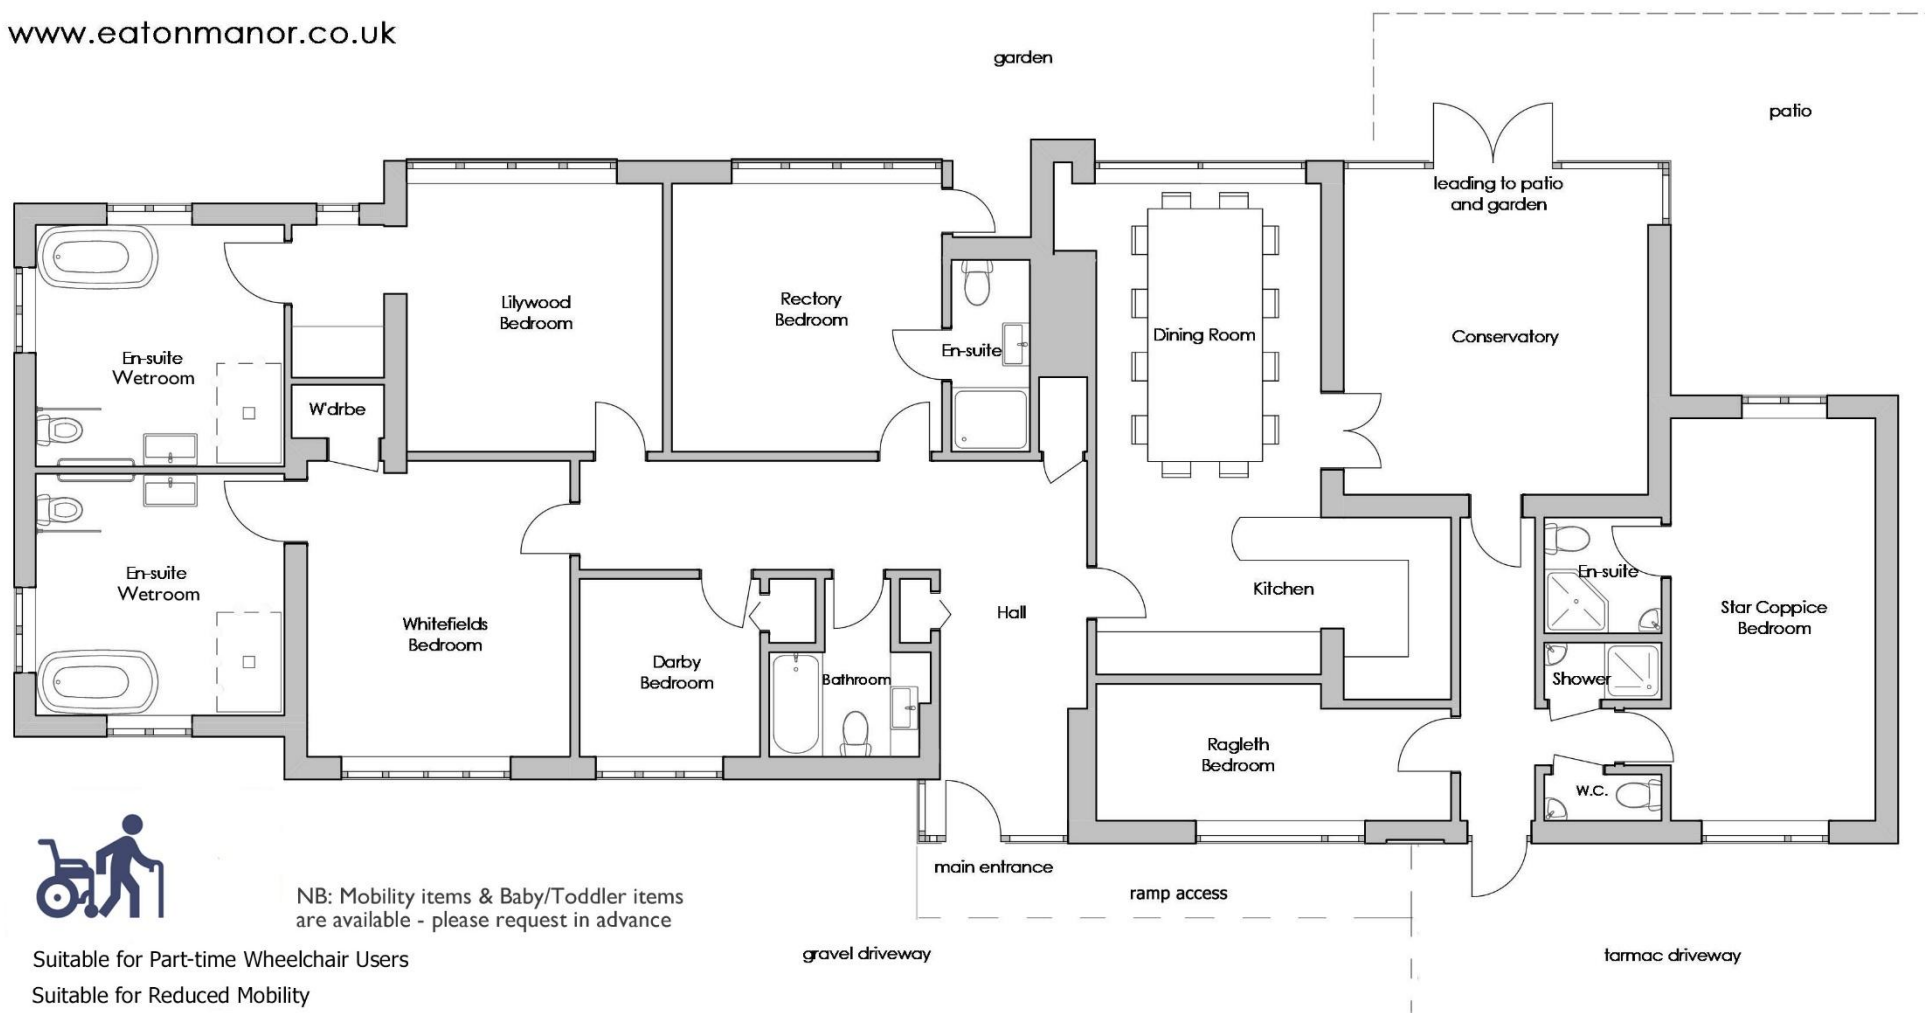 www.eatonmanor.co.uk
garden
patio
leading to patio
and garden
Lilywood
Bedroom
Rectory
Bedroom
En-suite
Dining Room
Conservatory
En-suite
Wetroom
W'drbe
En-suite
Wetroom
Whitefields
Bedroom
Darby
Bedroom
Bathroom
Hall
Kitchen
En-suite
Star Coppice
Bedroom
Shower
Ragleth
Bedroom
W.C.
main entrance
ramp access
NB: Mobility items & Baby/Toddler items
are available - please request in advance
gravel driveway
tarmac driveway
Suitable for Part-time Wheelchair Users
Suitable for Reduced Mobility